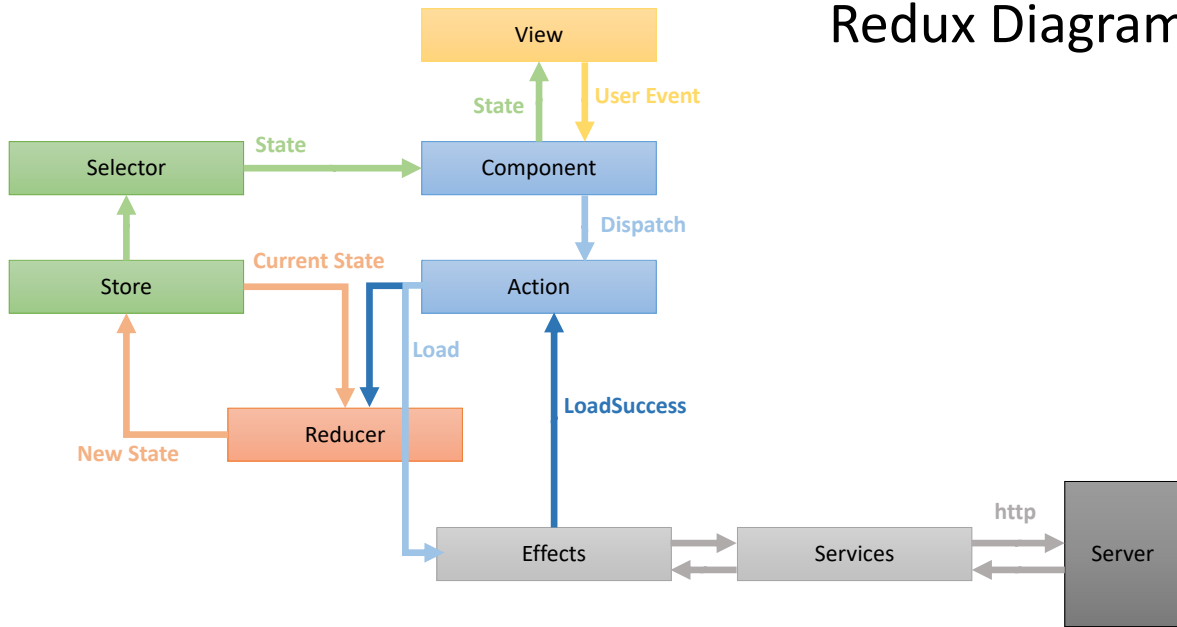 Redux Diagram
View
State
User Event
State
Selector
Component
Dispatch
Current State
Store
Action
Load
LoadSuccess
Reducer
New State
http
Effects
Services
Server